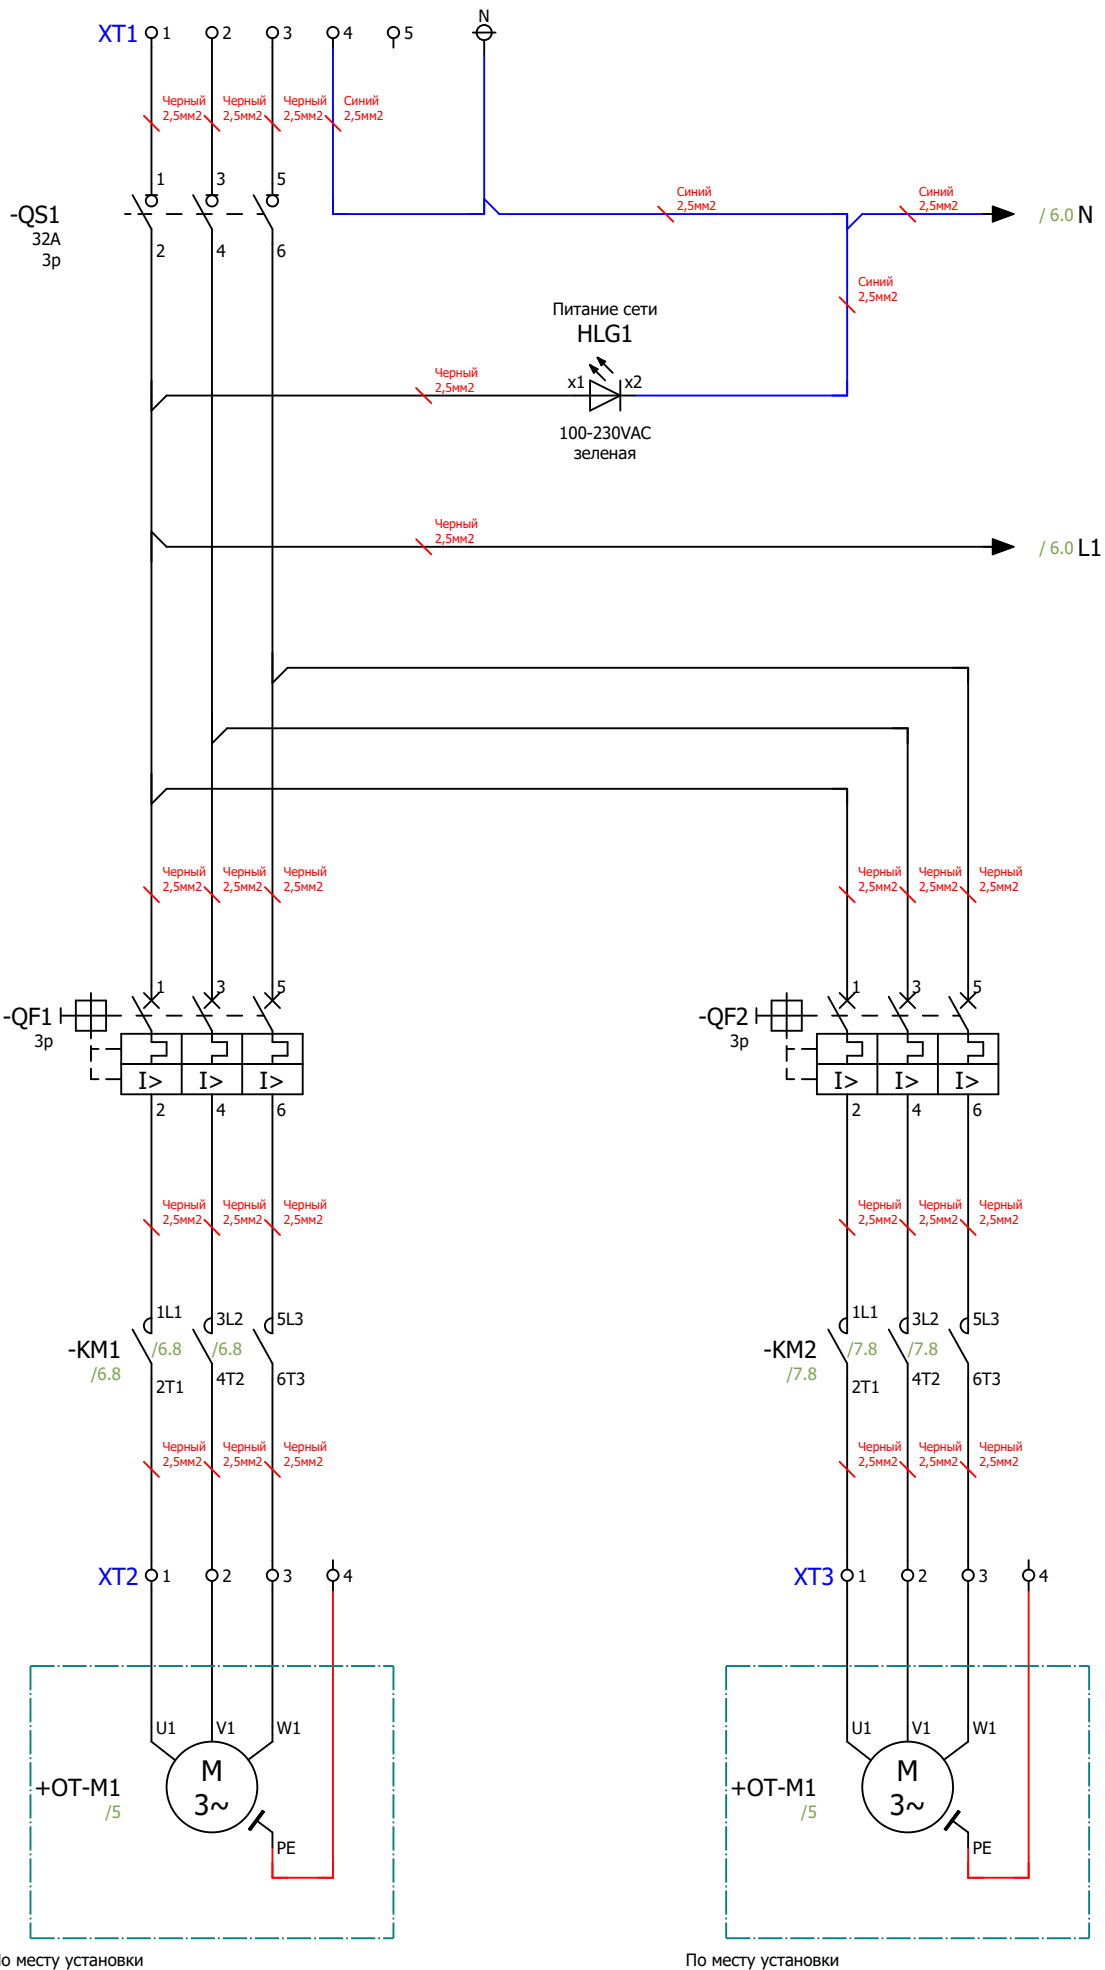 N
XT1 1 2 3 4 5
Черный Черный Черный Синий
2,5мм2 2,5мм2 2,5мм2 2,5мм2
1 3 5
-QS1
32A
3p
2 4 6
Синий Синий
2,5мм2 2,5мм2
/ 6.0 N
Синий
2,5мм2
Питание сети
HLG1
x1 x2
100-230VAC
зеленая
Черный
2,5мм2
Черный
2,5мм2
/ 6.0 L1
Черный Черный Черный Черный Черный Черный
2,5мм2 2,5мм2 2,5мм2 2,5мм2 2,5мм2 2,5мм2
1 3 5 1 3 5
-QF1 -QF2
3p 3p
I> I> I> I> I> I>
2 4 6 2 4 6
Черный Черный Черный Черный Черный Черный
2,5мм2 2,5мм2 2,5мм2 2,5мм2 2,5мм2 2,5мм2
1L1 3L2 5L3 1L1 3L2 5L3
-KM1 /6.8 /6.8 -KM2 /7.8 /7.8
/6.8 /7.8
2T1 4T2 6T3 2T1 4T2 6T3
Черный Черный Черный Черный Черный Черный
2,5мм2 2,5мм2 2,5мм2 2,5мм2 2,5мм2 2,5мм2
XT2 1 2 3 4 XT3 1 2 3 4
U1 V1 W1 U1 V1 W1
+OT-M1 M +OT-M1 M
/5 3~ /5 3~
PE PE
месту установки По месту установки